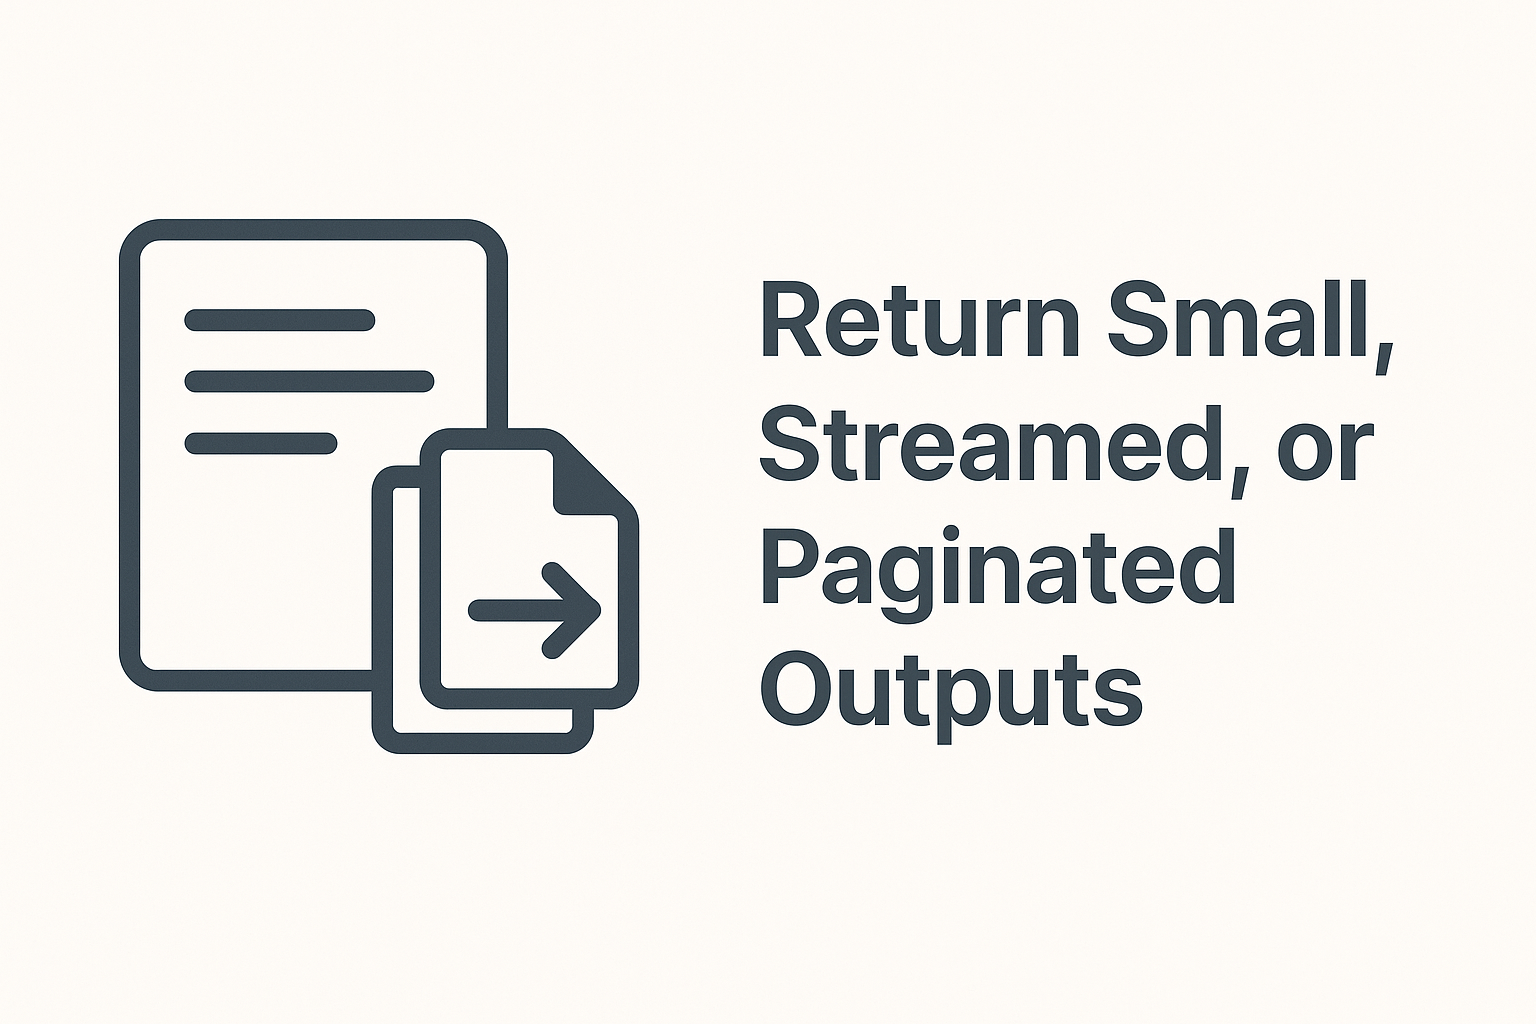 Return Small,
Streamed, or
Paginated
Outputs